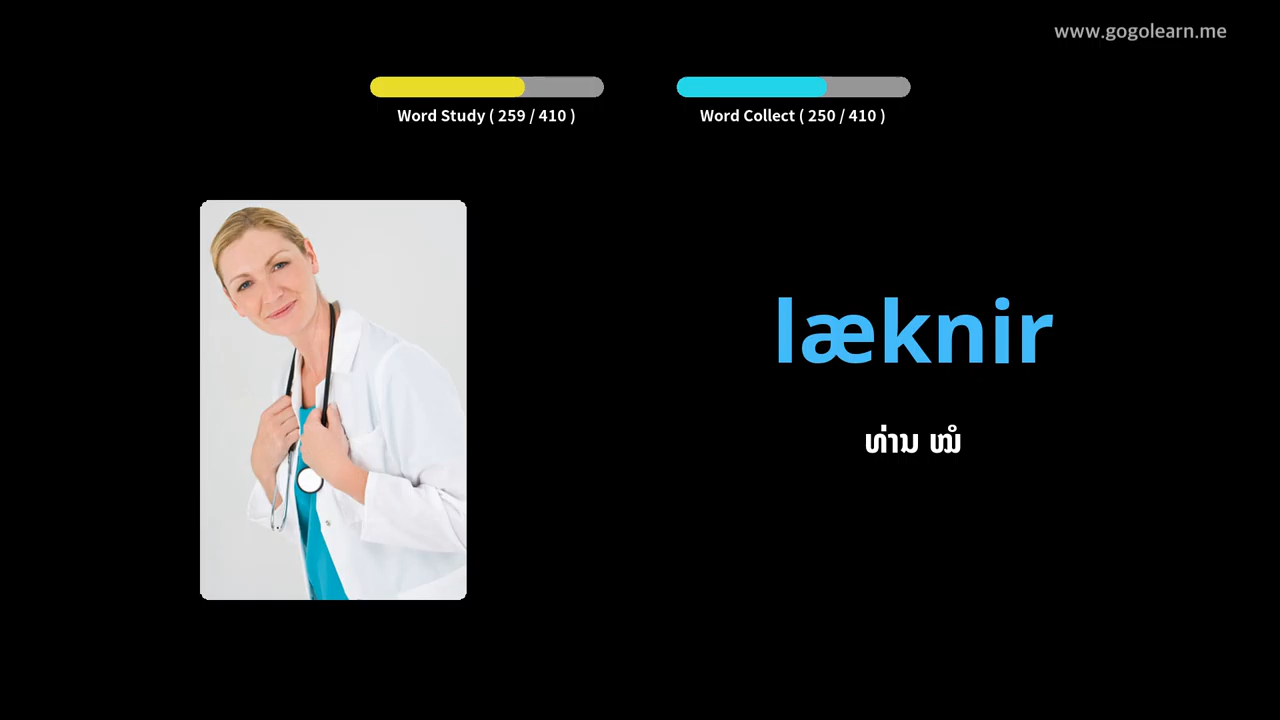 www.gogolearn.me
Word Study ( 259 / 410 )
Word Collect ( 250 / 410 )
læknir
ທ່ານ ໝໍ